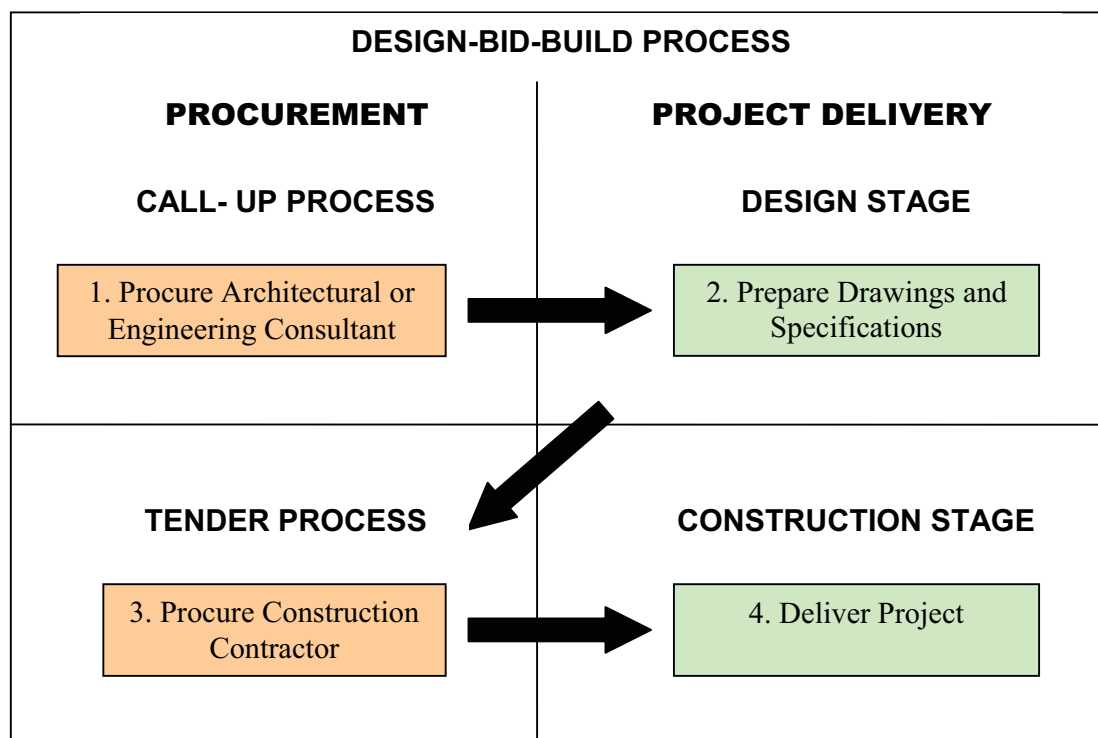 DESIGN-BID-BUILD PROCESS
PROCUREMENT
PROJECT DELIVERY
CALL- UP PROCESS
DESIGN STAGE
1. Procure Architectural or
Engineering Consultant
2. Prepare Drawings and
Specifications
TENDER PROCESS
CONSTRUCTION STAGE
3. Procure Construction
Contractor
4. Deliver Project